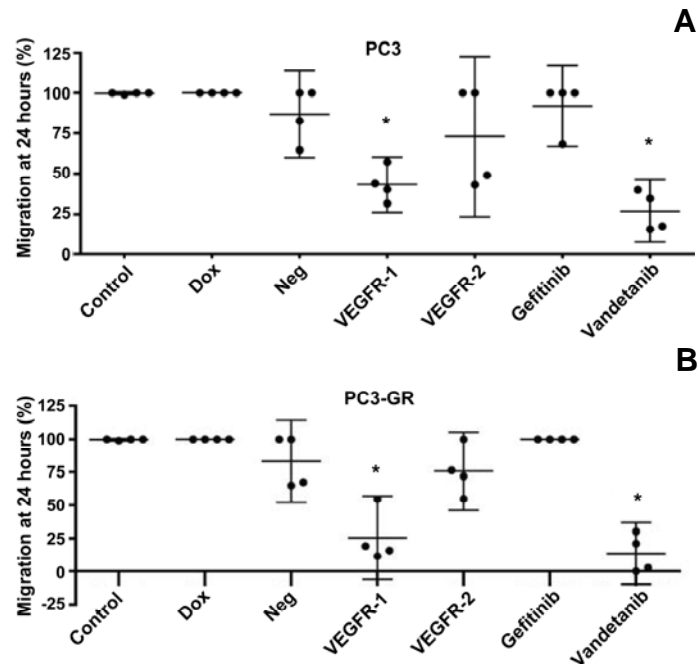 A
PC3
Migration at 24 hours (%)
125
100
75
50
25
0
*
*
Control
Dox
Neg
VEGFR-1
VEGFR-2
Gefitinib
Vandetanib
B
PC3-GR
Migration at 24 hours (%)
125
100
75
50
25
0
-25
*
*
Control
Dox
Neg
VEGFR-1
VEGFR-2
Gefitinib
Vandetanib